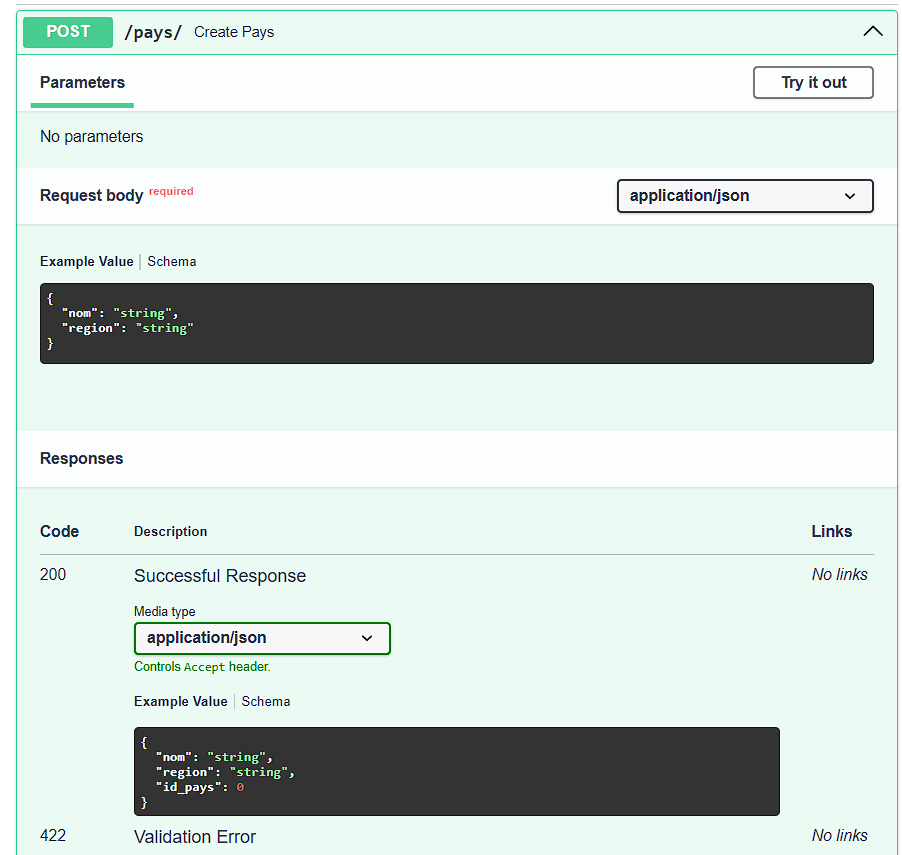 POST /pays/ Create Pays
Parameters
Try it out
No parameters
Request body required
application/json
Example Value | Schema
{
  "nom": "string",
  "region": "string"
}
Responses
Code Description Links
200 Successful Response No links
Media type
application/json
Controls Accept header.
Example Value | Schema
{
  "nom": "string",
  "region": "string",
  "id_pays": 0
}
422 Validation Error No links